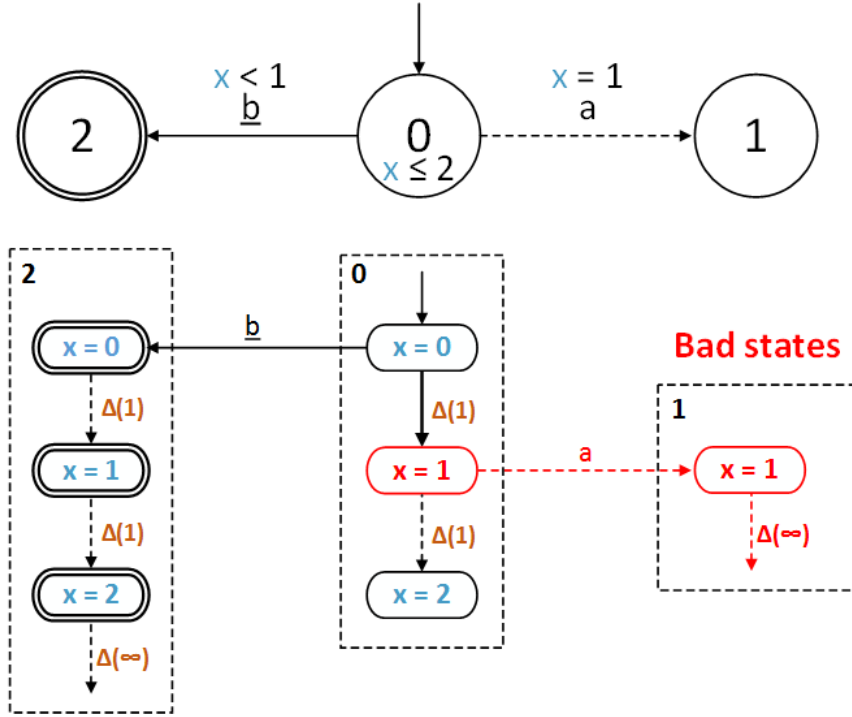 x < 1
b
x = 1
a
2
0
x ≤ 2
1
2
0
b
x = 0
x = 0
Bad states
Δ(1)
Δ(1)
1
x = 1
x = 1
a
x = 1
Δ(1)
Δ(1)
Δ(∞)
x = 2
x = 2
Δ(∞)